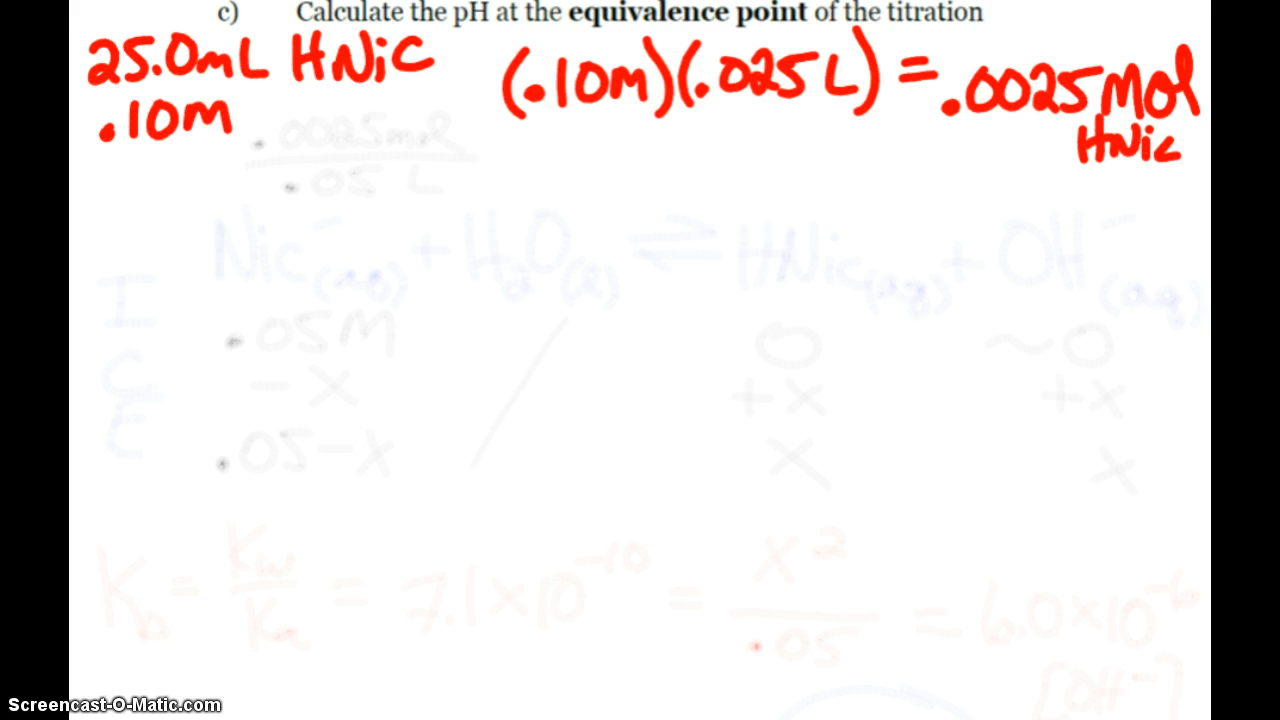 c) Calculate the pH at the equivalence point of the titration
25.0mL HNiC (.10M)(.025L) = .0025 Mol
.10M HNic
.0025mol
.05 L
Nic⁻(aq) + H₂O(l) ⇌ HNic(aq) + OH⁻(aq)
I .05M / 0 ~0
C -X +X +X
E .05-X X X
Kb = Kw/Ka = 7.1×10⁻¹⁰ = X²/.05 = 6.0×10⁻⁶
[OH⁻]
Screencast-O-Matic.com